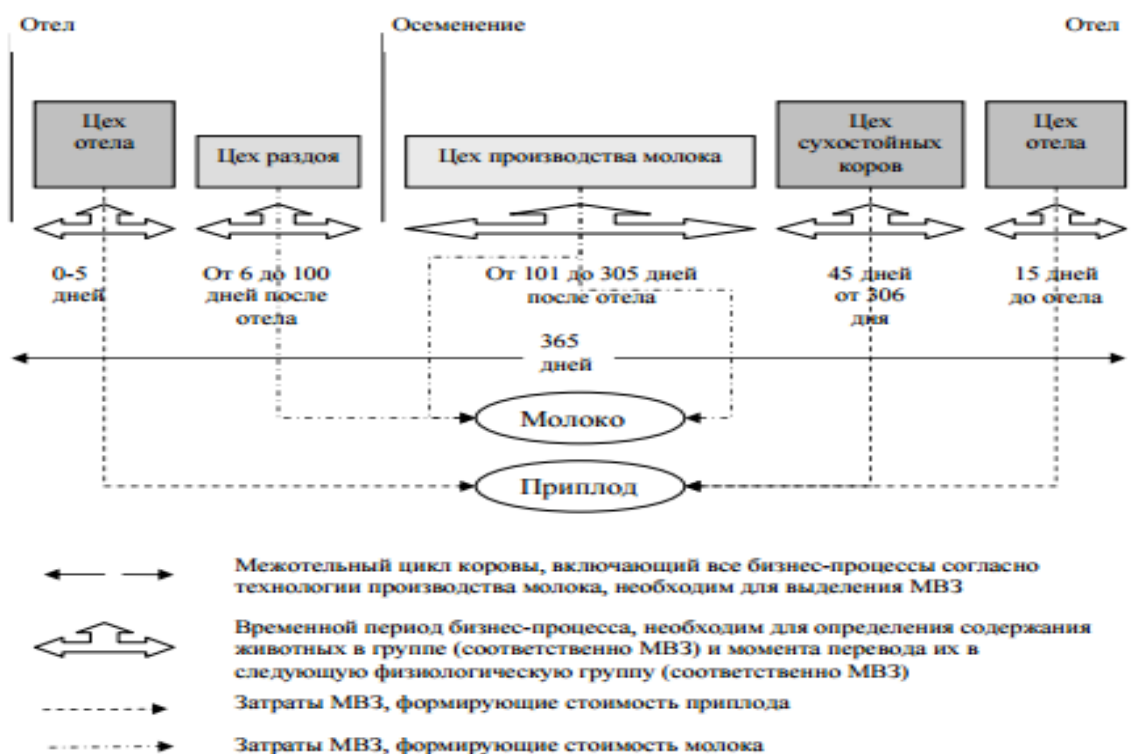 Отел
Осеменение
Отел
Цех
отела
Цех раздоя
Цех производства молока
Цех
сухостойных
коров
Цех
отела
0-5
дней
От 6 до 100
дней после
отела
От 101 до 305 дней
после отела
45 дней
от 306
дня
15 дней
до отела
365
дней
Молоко
Приплод
Межотельный цикл коровы, включающий все бизнес-процессы согласно
технологии производства молока, необходим для выделения МВЗ
Временной период бизнес-процесса, необходим для определения содержания
животных в группе (соответственно МВЗ) и момента перевода их в
следующую физиологическую группу (соответственно МВЗ)
Затраты МВЗ, формирующие стоимость приплода
Затраты МВЗ, формирующие стоимость молока